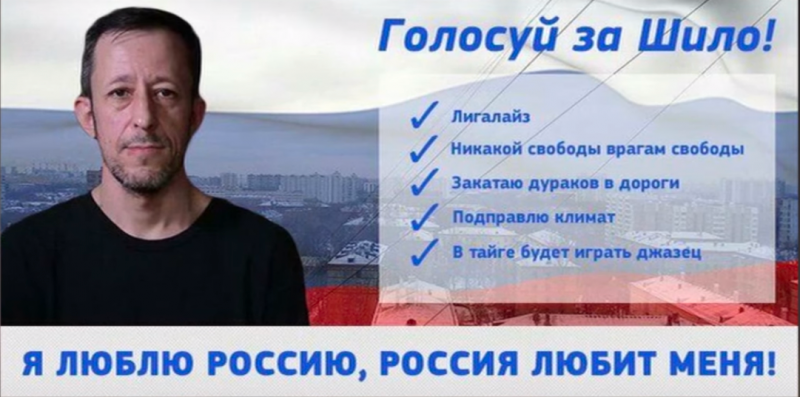 Голосуй за Шило!
Лигалайз
Никакой свободы врагам свободы
Закатаю дураков в дороги
Подправлю климат
В тайге будет играть джазец
Я ЛЮБЛЮ РОССИЮ, РОССИЯ ЛЮБИТ МЕНЯ!